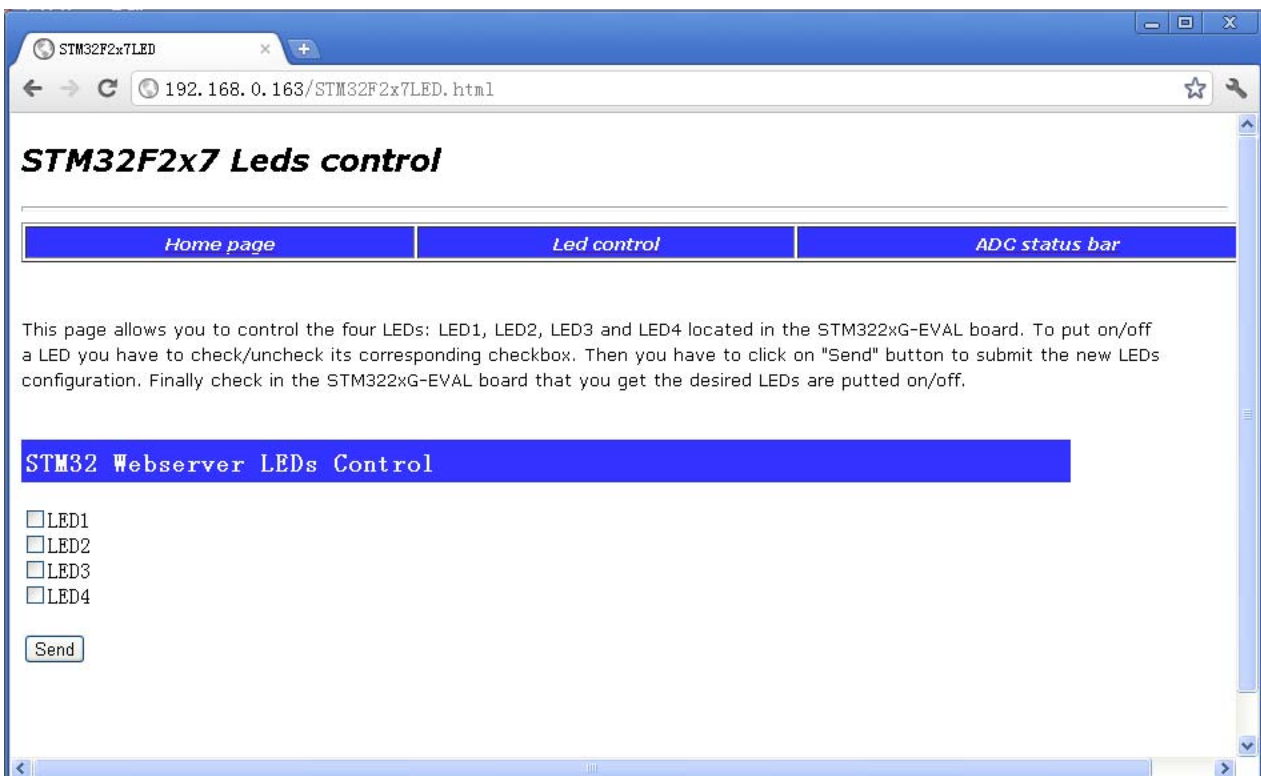 STM32F2x7LED
192.168.0.163/STM32F2x7LED.html
STM32F2x7 Leds control
Home page
Led control
ADC status bar
This page allows you to control the four LEDs: LED1, LED2, LED3 and LED4 located in the STM322xG-EVAL board. To put on/off
a LED you have to check/uncheck its corresponding checkbox. Then you have to click on "Send" button to submit the new LEDs
configuration. Finally check in the STM322xG-EVAL board that you get the desired LEDs are putted on/off.
STM32 Webserver LEDs Control
LED1
LED2
LED3
LED4
Send